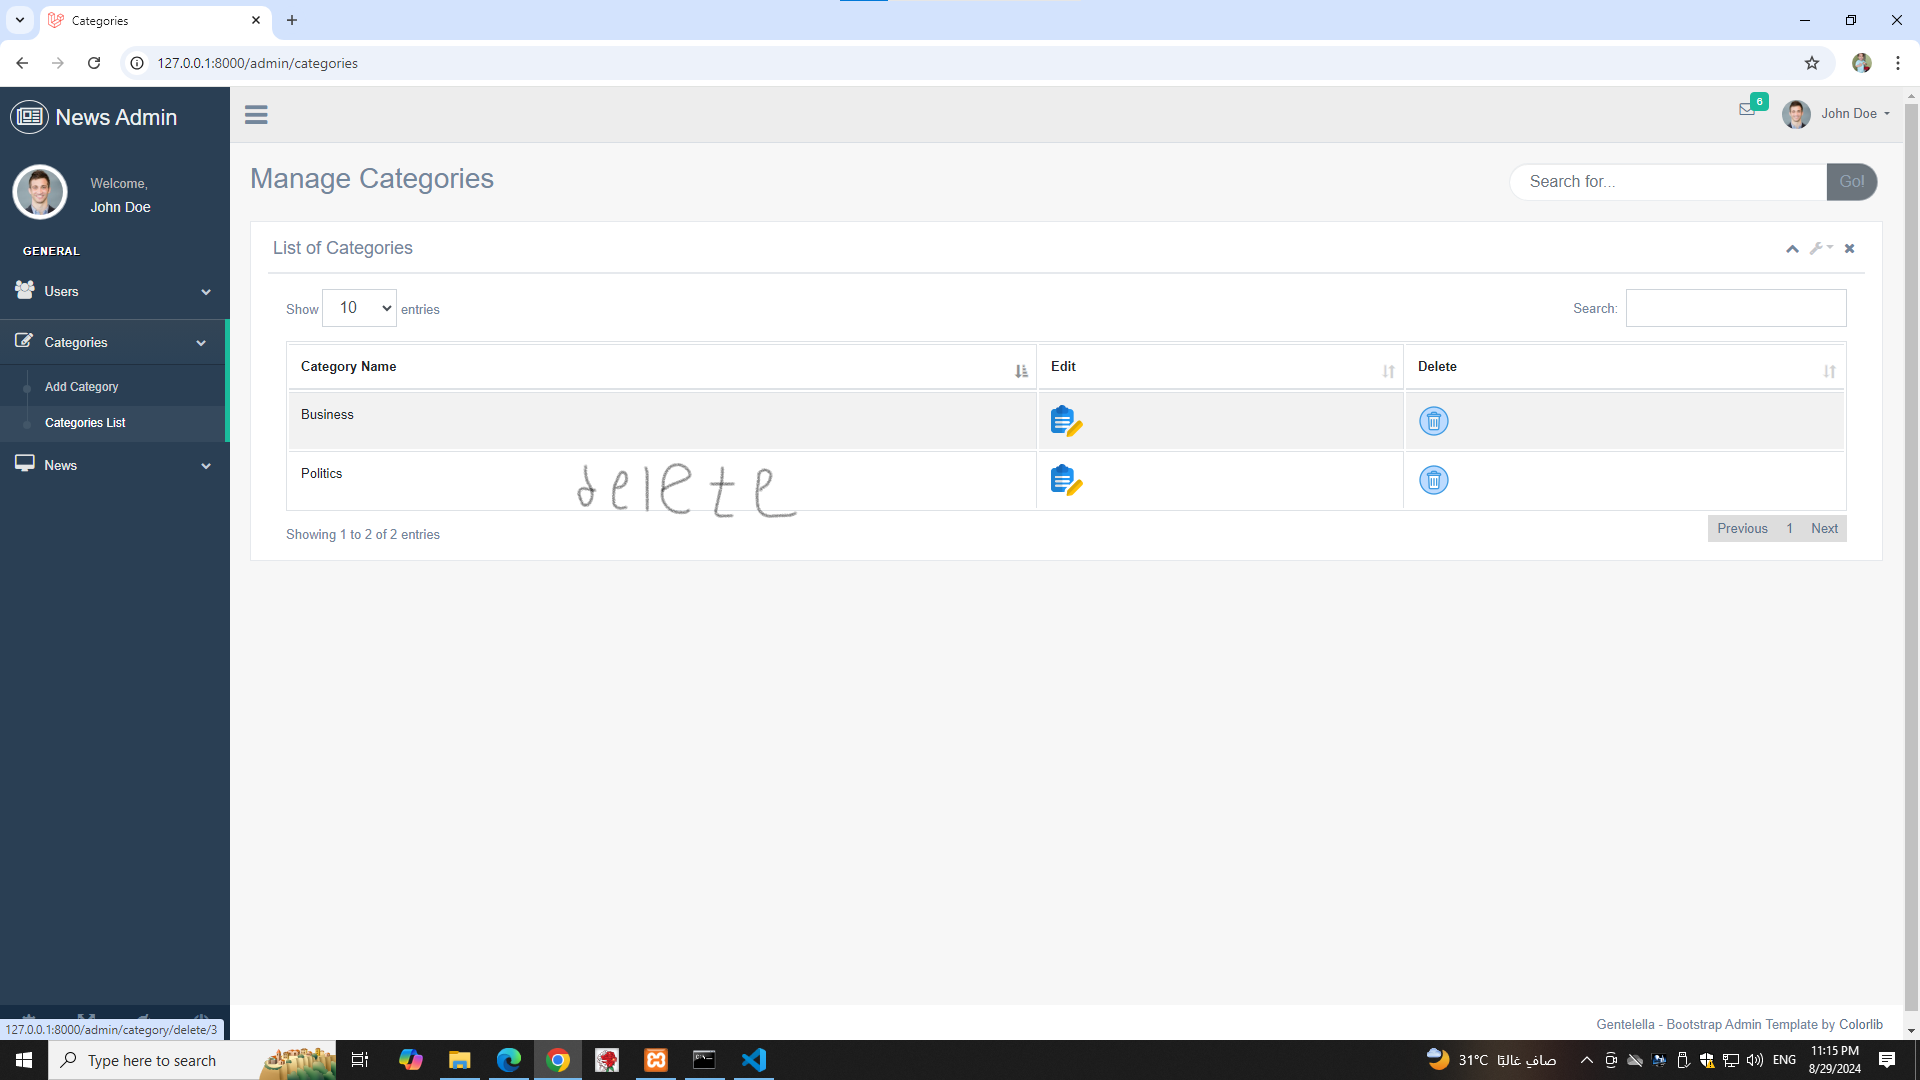 Categories
127.0.0.1:8000/admin/categories
News Admin
6
John Doe
Welcome,
John Doe
Manage Categories
Search for...
Go!
GENERAL
Users
Categories
Add Category
Categories List
News
List of Categories
Show 10 entries
Search:
Category Name Edit Delete
Business
Politics
delete
Showing 1 to 2 of 2 entries
Previous 1 Next
Gentelella - Bootstrap Admin Template by Colorlib
127.0.0.1:8000/admin/category/delete/3
Type here to search
31°C صافٍ غالبًا
ENG
11:15 PM
8/29/2024